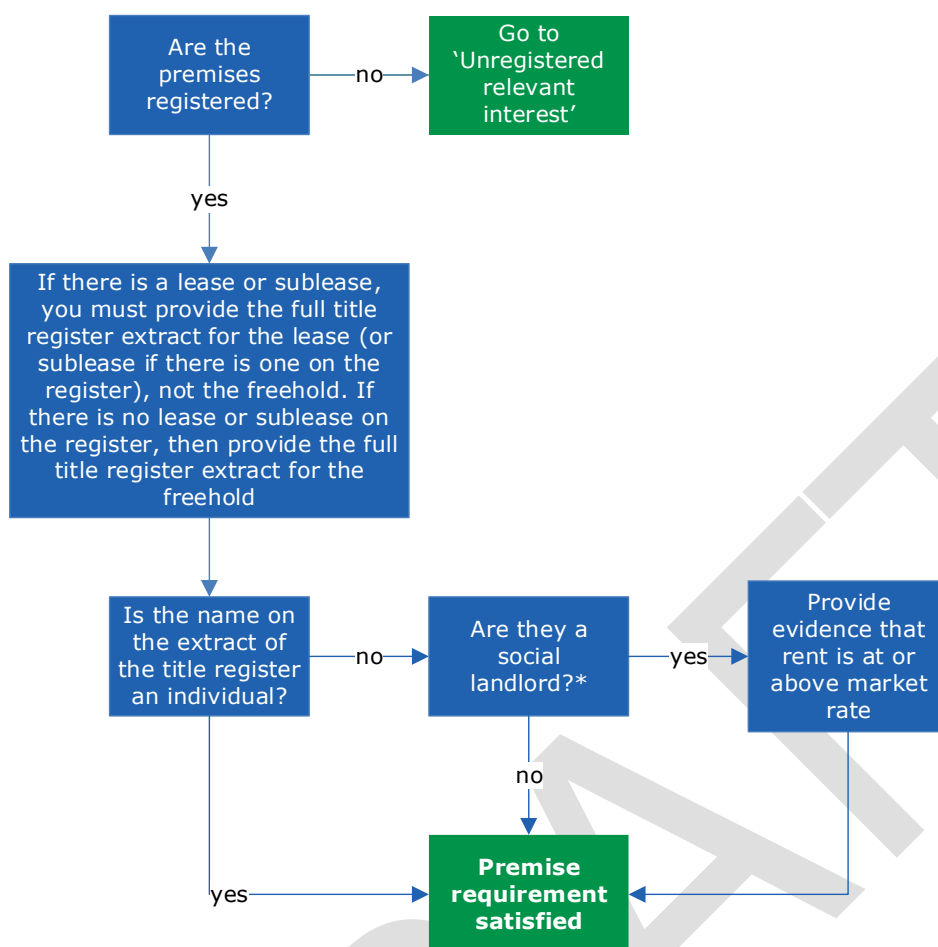 Are the
premises
registered?
no
Go to
‘Unregistered
relevant
interest’
yes
If there is a lease or sublease,
you must provide the full title
register extract for the lease (or
sublease if there is one on the
register), not the freehold. If
there is no lease or sublease on
the register, then provide the full
title register extract for the
freehold
Is the name on
the extract of
the title register
an individual?
no
Are they a
social
landlord?*
yes
Provide
evidence that
rent is at or
above market
rate
no
yes
Premise
requirement
satisfied